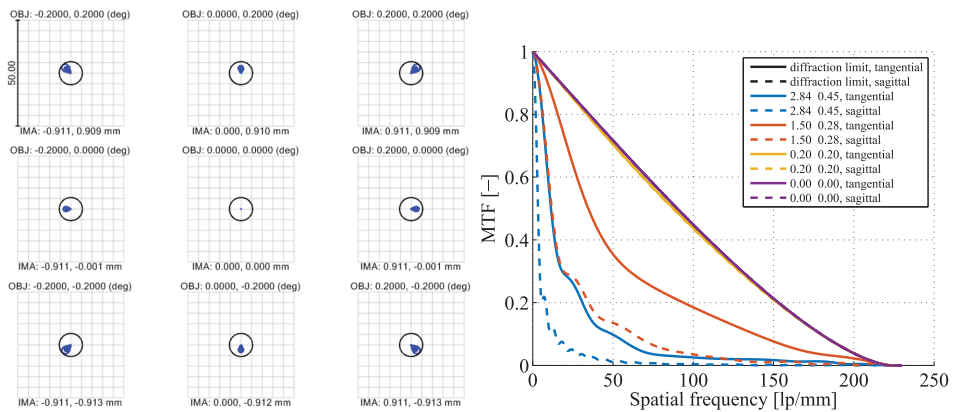 OBJ: -0.2000, 0.2000 (deg)
OBJ: 0.0000, 0.2000 (deg)
OBJ: 0.2000, 0.2000 (deg)
50.00
IMA: -0.911, 0.909 mm
IMA: 0.000, 0.910 mm
IMA: 0.911, 0.909 mm
OBJ: -0.2000, 0.0000 (deg)
OBJ: 0.0000, 0.0000 (deg)
OBJ: 0.2000, 0.0000 (deg)
IMA: -0.911, -0.001 mm
IMA: 0.000, 0.000 mm
IMA: 0.911, -0.001 mm
OBJ: -0.2000, -0.2000 (deg)
OBJ: 0.0000, -0.2000 (deg)
OBJ: 0.2000, -0.2000 (deg)
IMA: -0.911, -0.913 mm
IMA: 0.000, -0.912 mm
IMA: 0.911, -0.913 mm
MTF [−]
1
0.8
0.6
0.4
0.2
0
0
50
100
150
200
250
Spatial frequency [lp/mm]
diffraction limit, tangential
diffraction limit, sagittal
2.84 0.45, tangential
2.84 0.45, sagittal
1.50 0.28, tangential
1.50 0.28, sagittal
0.20 0.20, tangential
0.20 0.20, sagittal
0.00 0.00, tangential
0.00 0.00, sagittal